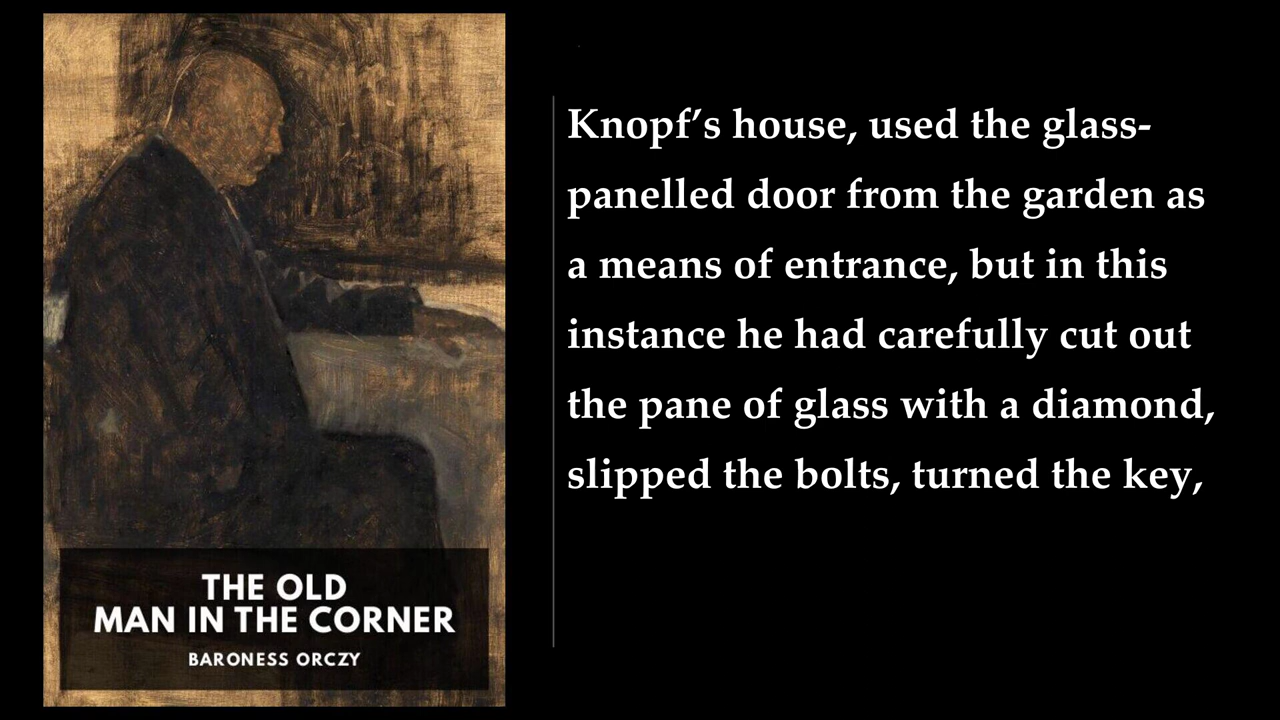 THE OLD
MAN IN THE CORNER
BARONESS ORCZY
Knopf’s house, used the glass-
panelled door from the garden as
a means of entrance, but in this
instance he had carefully cut out
the pane of glass with a diamond,
slipped the bolts, turned the key,